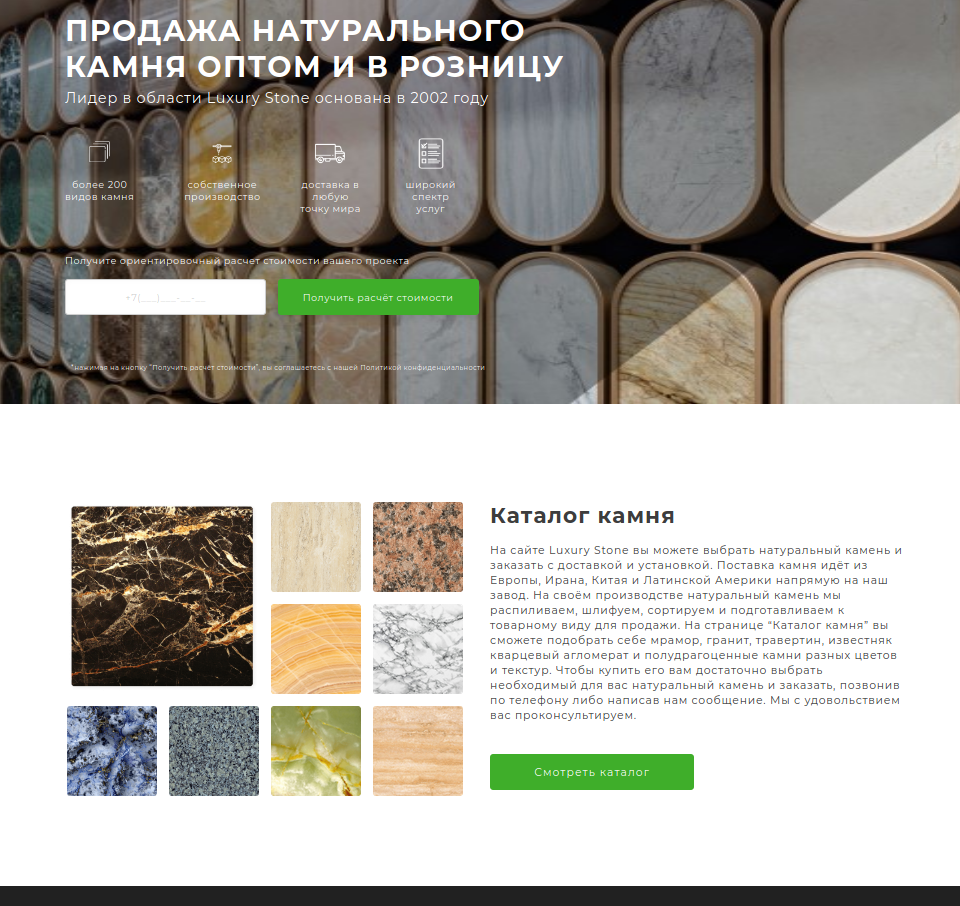 ПРОДАЖА НАТУРАЛЬНОГО
КАМНЯ ОПТОМ И В РОЗНИЦУ
Лидер в области Luxury Stone основана в 2002 году
более 200
видов камня
собственное
производство
доставка в
любую
точку мира
широкий
спектр
услуг
Получите ориентировочный расчет стоимости вашего проекта
+7(___)___-__-__
Получить расчёт стоимости
*нажимая на кнопку "Получить расчёт стоимости", вы соглашаетесь с нашей Политикой конфиденциальности
Каталог камня
На сайте Luxury Stone вы можете выбрать натуральный камень и
заказать с доставкой и установкой. Поставка камня идёт из
Европы, Ирана, Китая и Латинской Америки напрямую на наш
завод. На своём производстве натуральный камень мы
распиливаем, шлифуем, сортируем и подготавливаем к
товарному виду для продажи. На странице “Каталог камня” вы
сможете подобрать себе мрамор, гранит, травертин, известняк
кварцевый агломерат и полудрагоценные камни разных цветов
и текстур. Чтобы купить его вам достаточно выбрать
необходимый для вас натуральный камень и заказать, позвонив
по телефону либо написав нам сообщение. Мы с удовольствием
вас проконсультируем.
Смотреть каталог